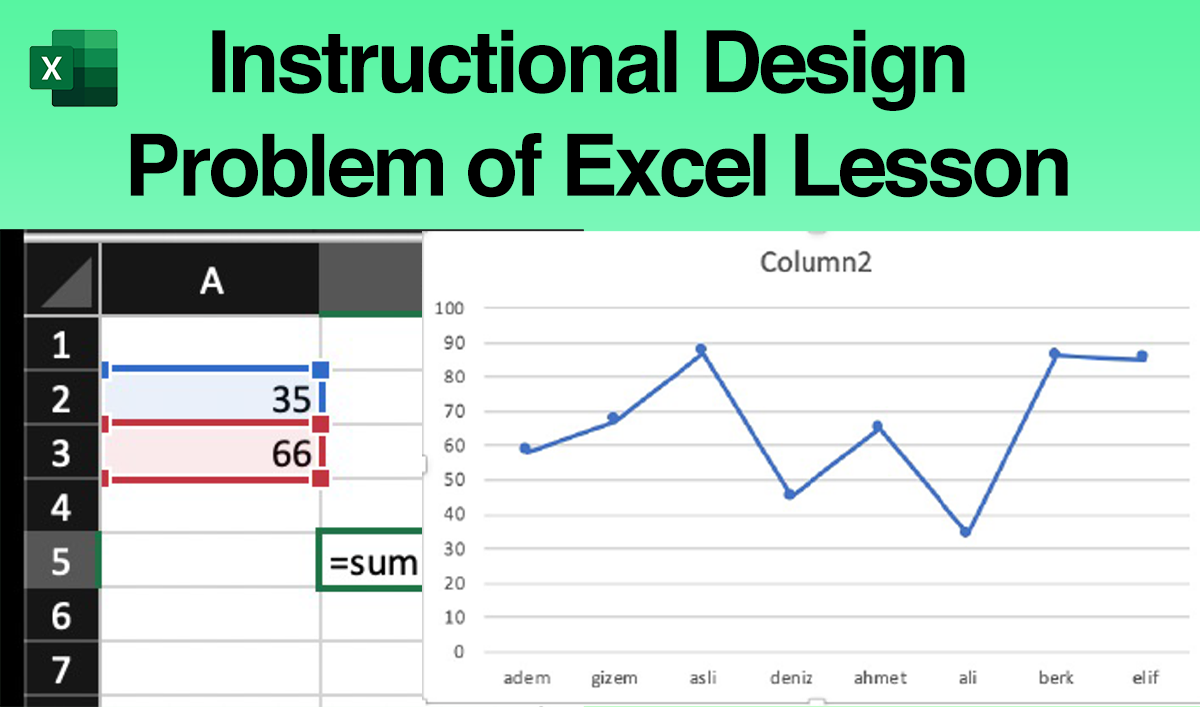 X
Instructional Design
Problem of Excel Lesson
A
1
2
35
3
66
4
5
=sum
6
7
Column2
100
90
80
70
60
50
40
30
20
10
0
adem gizem asli deniz ahmet ali berk elif